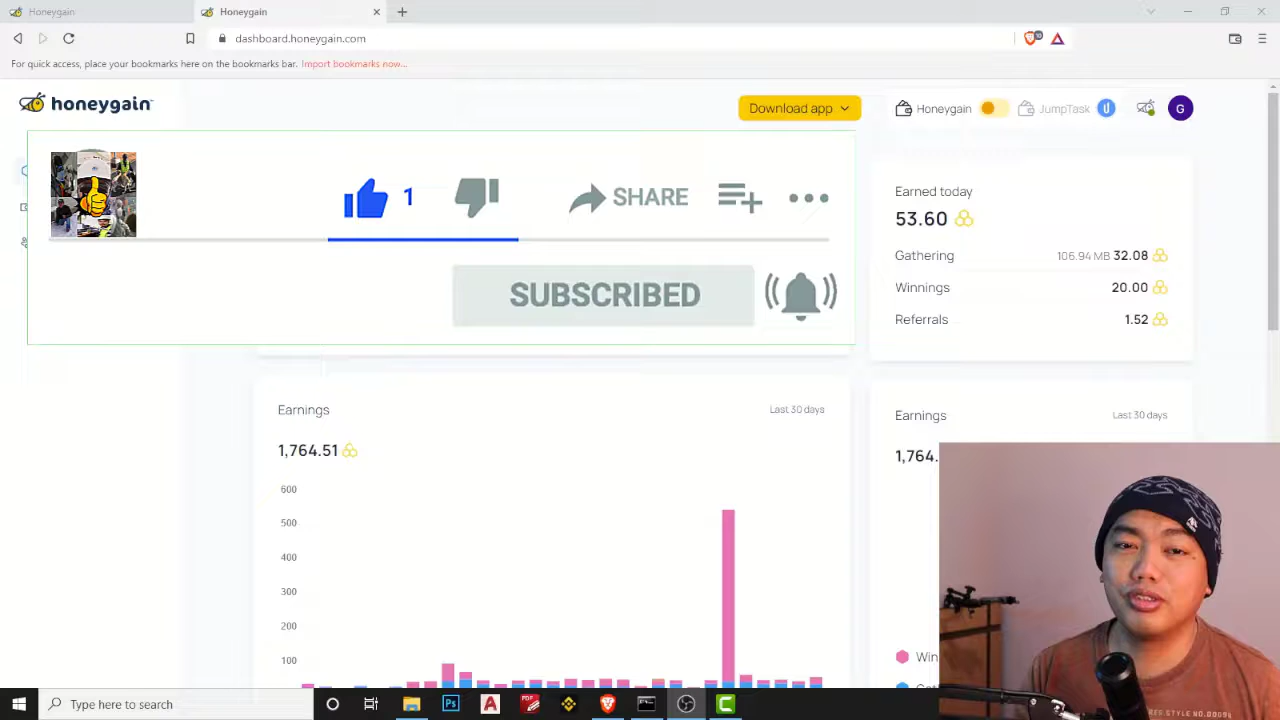 Honeygain
Honeygain
dashboard.honeygain.com
For quick access, place your bookmarks here on the bookmarks bar. Import bookmarks now...
honeygain
Download app
Honeygain
JumpTask
G
1
SHARE
SUBSCRIBED
Earned today
53.60
Gathering 106.94 MB 32.08
Winnings 20.00
Referrals 1.52
Earnings Last 30 days
1,764.51
600
500
400
300
200
100
Earnings Last 30 days
1,764.
Win
Type here to search